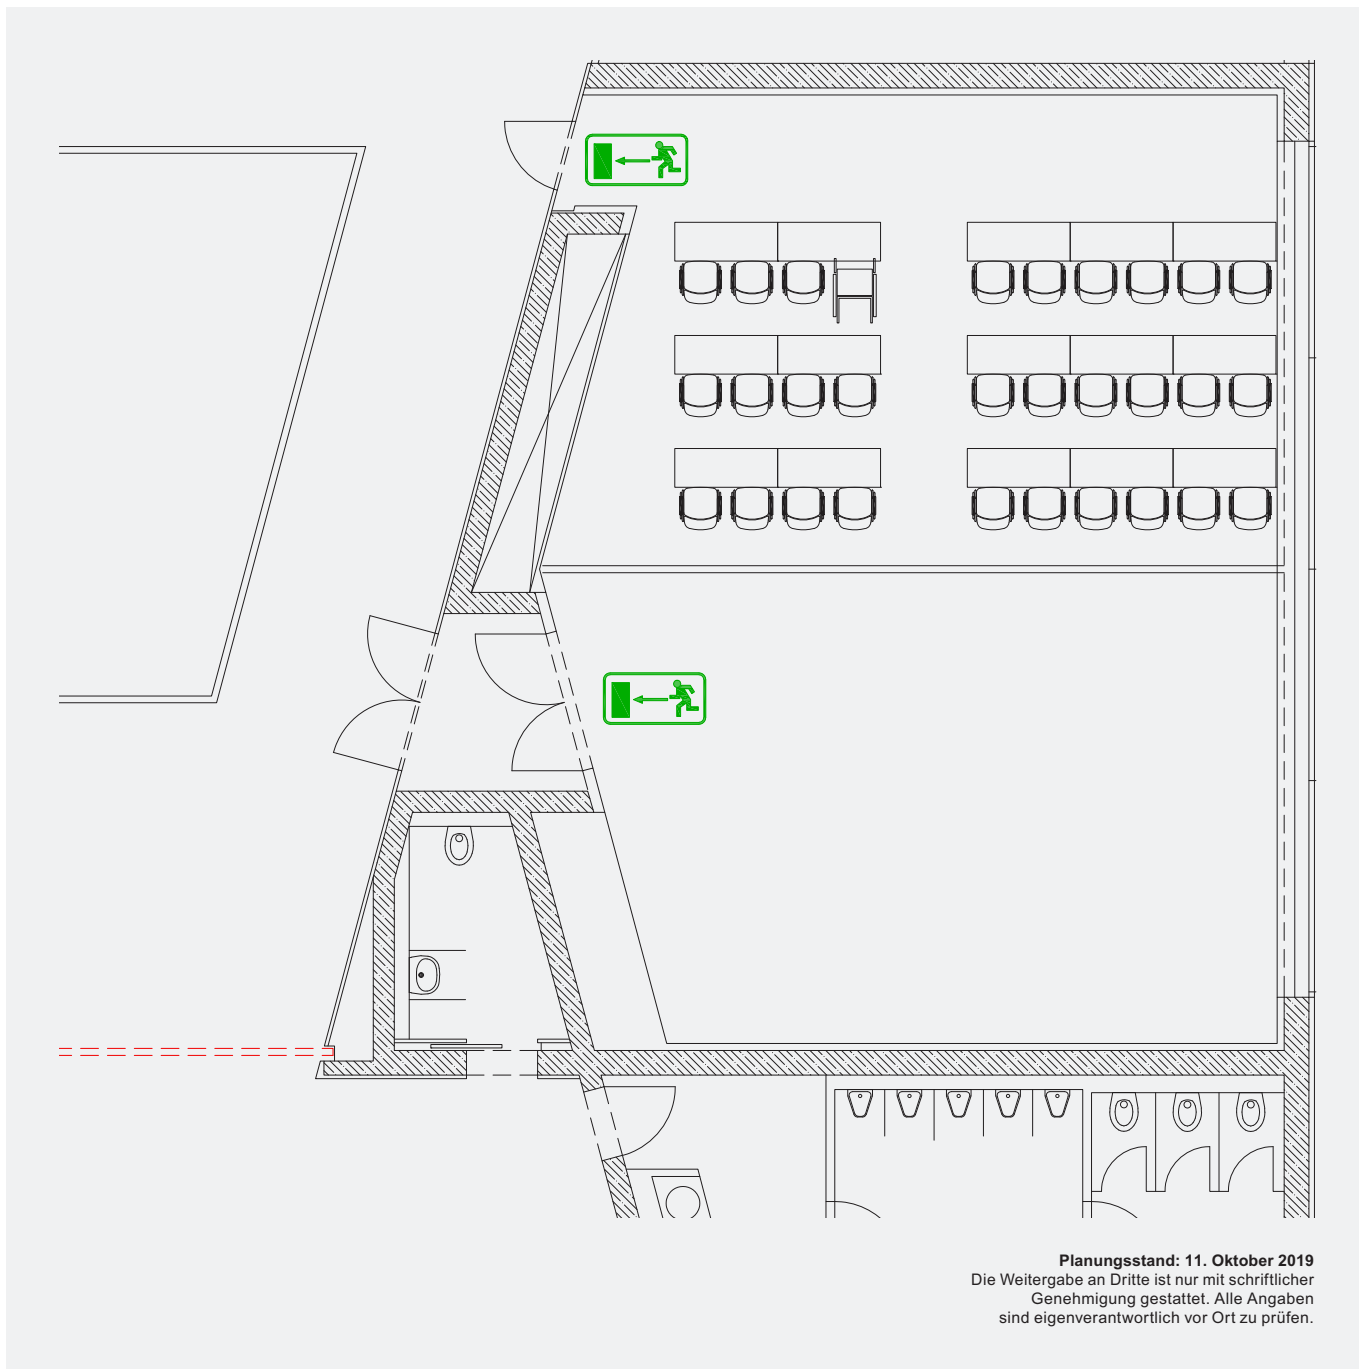 Planungsstand: 11. Oktober 2019
Die Weitergabe an Dritte ist nur mit schriftlicher
Genehmigung gestattet. Alle Angaben
sind eigenverantwortlich vor Ort zu prüfen.